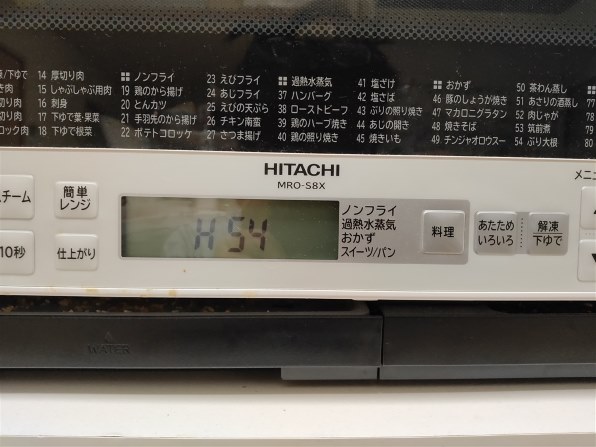 下ゆで
14 厚切り肉
15 しゃぶしゃぶ用肉
16 刺身
17 下ゆで葉・果菜
18 下ゆで根菜
ノンフライ
19 鶏のから揚げ
20 とんカツ
21 手羽先のから揚げ
22 ポテトコロッケ
23 えびフライ
24 あじフライ
25 えびの天ぷら
26 チキン南蛮
27 さつま揚げ
過熱水蒸気
37 ハンバーグ
38 ローストビーフ
39 鶏のハーブ焼き
40 鶏の照り焼き
41 塩ざけ
42 塩さば
43 ぶりの照り焼き
44 あじの開き
45 焼きいも
おかず
46 豚のしょうが焼き
47 マカロニグラタン
48 焼きそば
49 チンジャオロウスー
50 茶わん蒸し
51 あさりの酒蒸し
52 肉じゃが
53 筑前煮
54 ぶり大根
77
78
79
80
HITACHI
MRO-S8X
メニュ
チーム
簡単
レンジ
10秒
仕上がり
H54
ノンフライ
過熱水蒸気
おかず
スイーツ/パン
料理
あたため
いろいろ
解凍
下ゆで
WATER